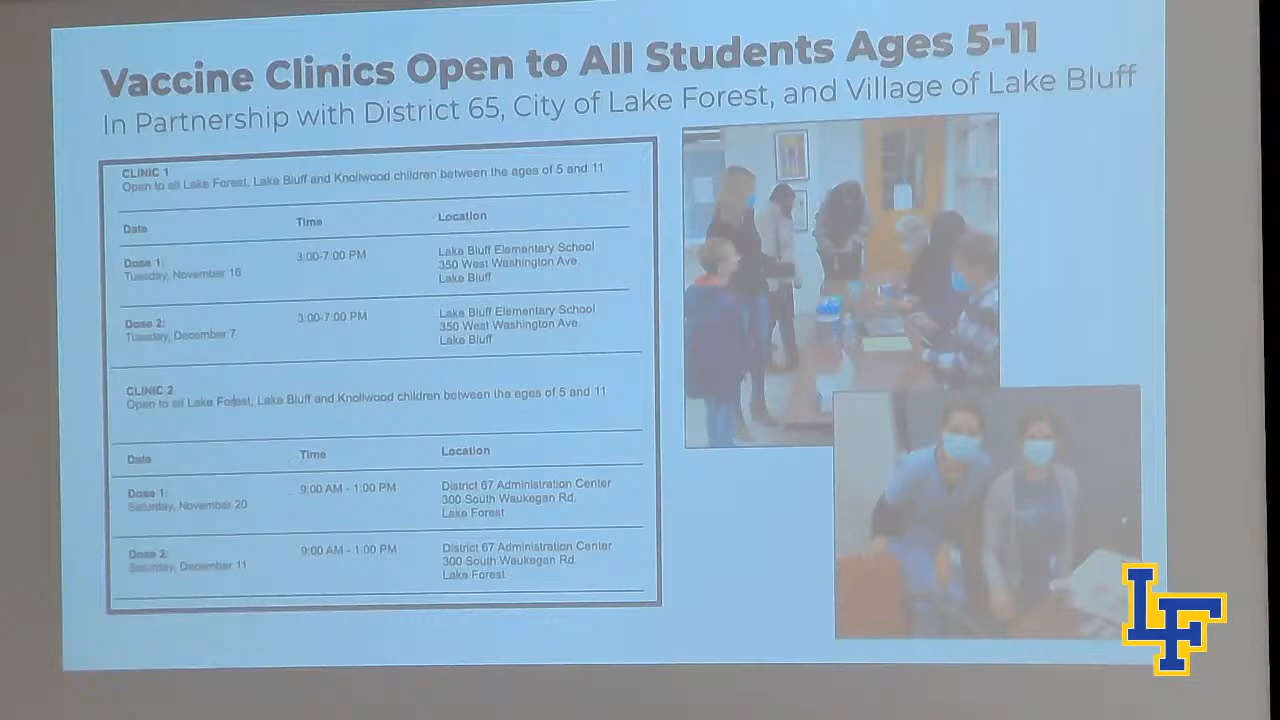 Vaccine Clinics Open to All Students Ages 5-11
In Partnership with District 65, City of Lake Forest, and Village of Lake Bluff
CLINIC 1
Open to all Lake Forest, Lake Bluff and Knollwood children between the ages of 5 and 11
Date Time Location
Dose 1:
Tuesday, November 16
3:00-7:00 PM
Lake Bluff Elementary School
350 West Washington Ave.
Lake Bluff
Dose 2:
Tuesday, December 7
3:00-7:00 PM
Lake Bluff Elementary School
350 West Washington Ave.
Lake Bluff
CLINIC 2
Open to all Lake Forest, Lake Bluff and Knollwood children between the ages of 5 and 11
Date Time Location
Dose 1:
Saturday, November 20
9:00 AM - 1:00 PM
District 67 Administration Center
300 South Waukegan Rd.
Lake Forest
Dose 2:
Saturday, December 11
9:00 AM - 1:00 PM
District 67 Administration Center
300 South Waukegan Rd.
Lake Forest
LF